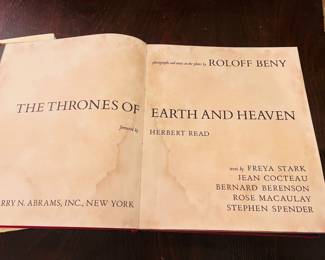 photographs and notes on the plates by ROLOFF BENY
THE THRONES OF EARTH AND HEAVEN
foreword by HERBERT READ
texts by FREYA STARK
JEAN COCTEAU
BERNARD BERENSON
ROSE MACAULAY
STEPHEN SPENDER
RRY N. ABRAMS, INC., NEW YORK